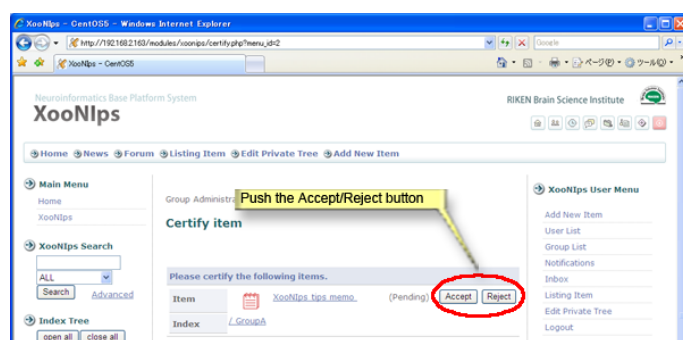 XooNIps - CentOS5 - Windows Internet Explorer
http://192.168.2.163/modules/xoonips/certify.php?menu_id=2
Google
XooNIps - CentOS5
ページ(P)
ツール(O)
Neuroinformatics Base Platform System
XooNIps
RIKEN Brain Science Institute
Home News Forum Listing Item Edit Private Tree Add New Item
Main Menu
Home
XooNIps
XooNIps Search
ALL
Search Advanced
Index Tree
open all close all
Group Adminis
Push the Accept/Reject button
Certify item
Please certify the following items.
Item XooNIps tips memo. (Pending) Accept Reject
Index / GroupA
XooNIps User Menu
Add New Item
User List
Group List
Notifications
Inbox
Listing Item
Edit Private Tree
Logout